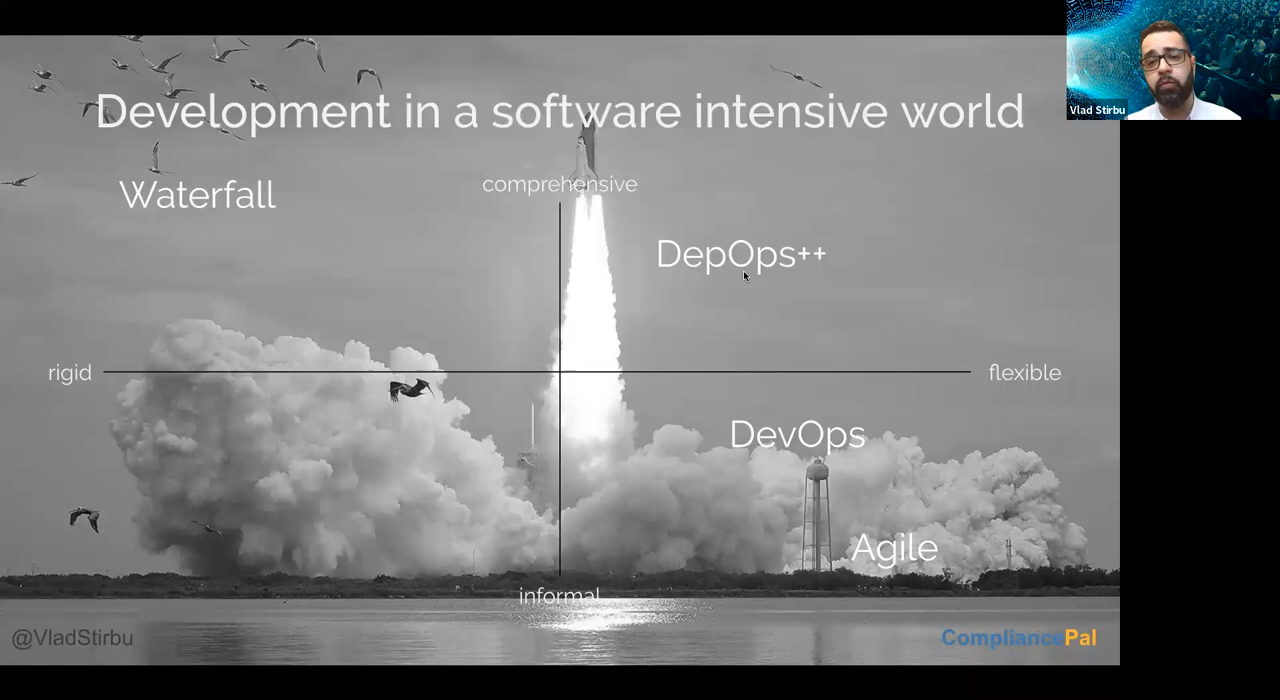 Vlad Stirbu
Development in a software intensive world
Waterfall
comprehensive
DepOps++
rigid
flexible
DevOps
Agile
informal
@VladStirbu
CompliancePal